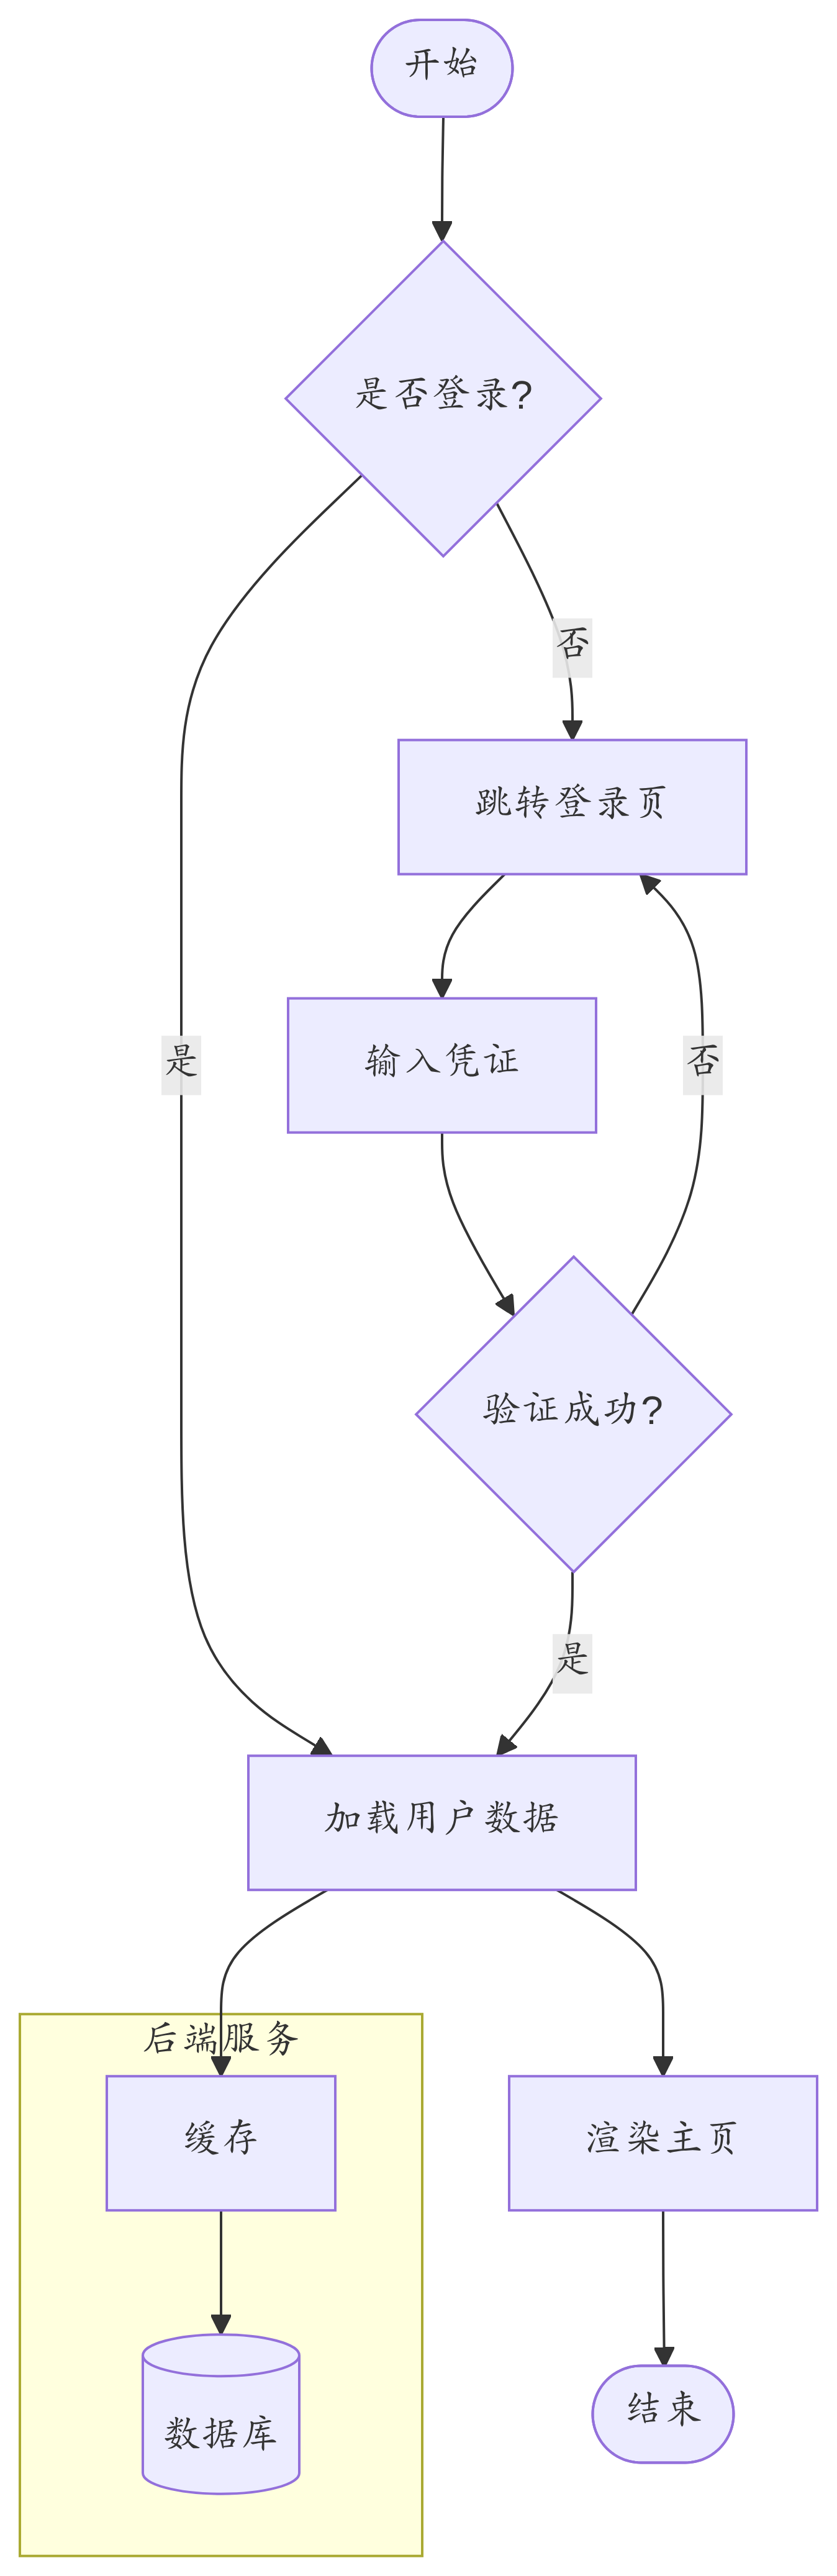 开始
是否登录?
否
跳转登录页
是
输入凭证
否
验证成功?
是
加载用户数据
后端服务
缓存
渲染主页
数据库
结束